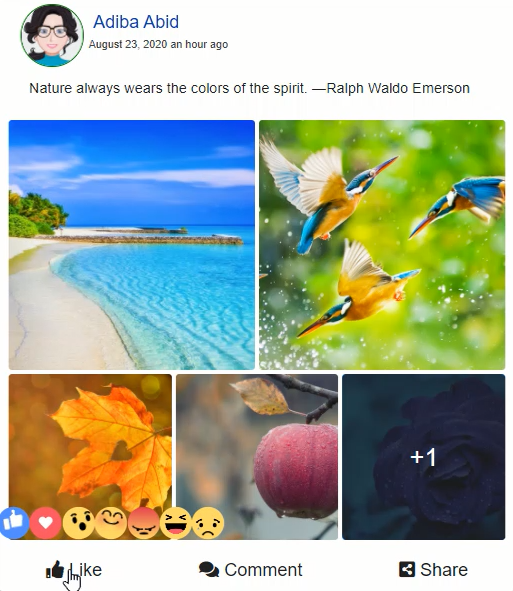 Adiba Abid
August 23, 2020 an hour ago
Nature always wears the colors of the spirit. —Ralph Waldo Emerson
+1
Like
Comment
Share